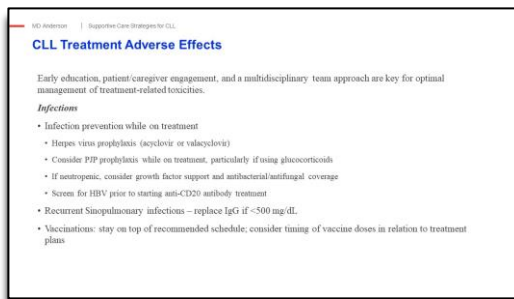 MD Anderson | Supportive Care Strategies for CLL
CLL Treatment Adverse Effects
Early education, patient/caregiver engagement, and a multidisciplinary team approach are key for optimal
management of treatment-related toxicities.
Infections
• Infection prevention while on treatment
• Herpes virus prophylaxis (acyclovir or valacyclovir)
• Consider PJP prophylaxis while on treatment, particularly if using glucocorticoids
• If neutropenic, consider growth factor support and antibacterial/antifungal coverage
• Screen for HBV prior to starting anti-CD20 antibody treatment
• Recurrent Sinopulmonary infections – replace IgG if <500 mg/dL
• Vaccinations: stay on top of recommended schedule; consider timing of vaccine doses in relation to treatment
plans